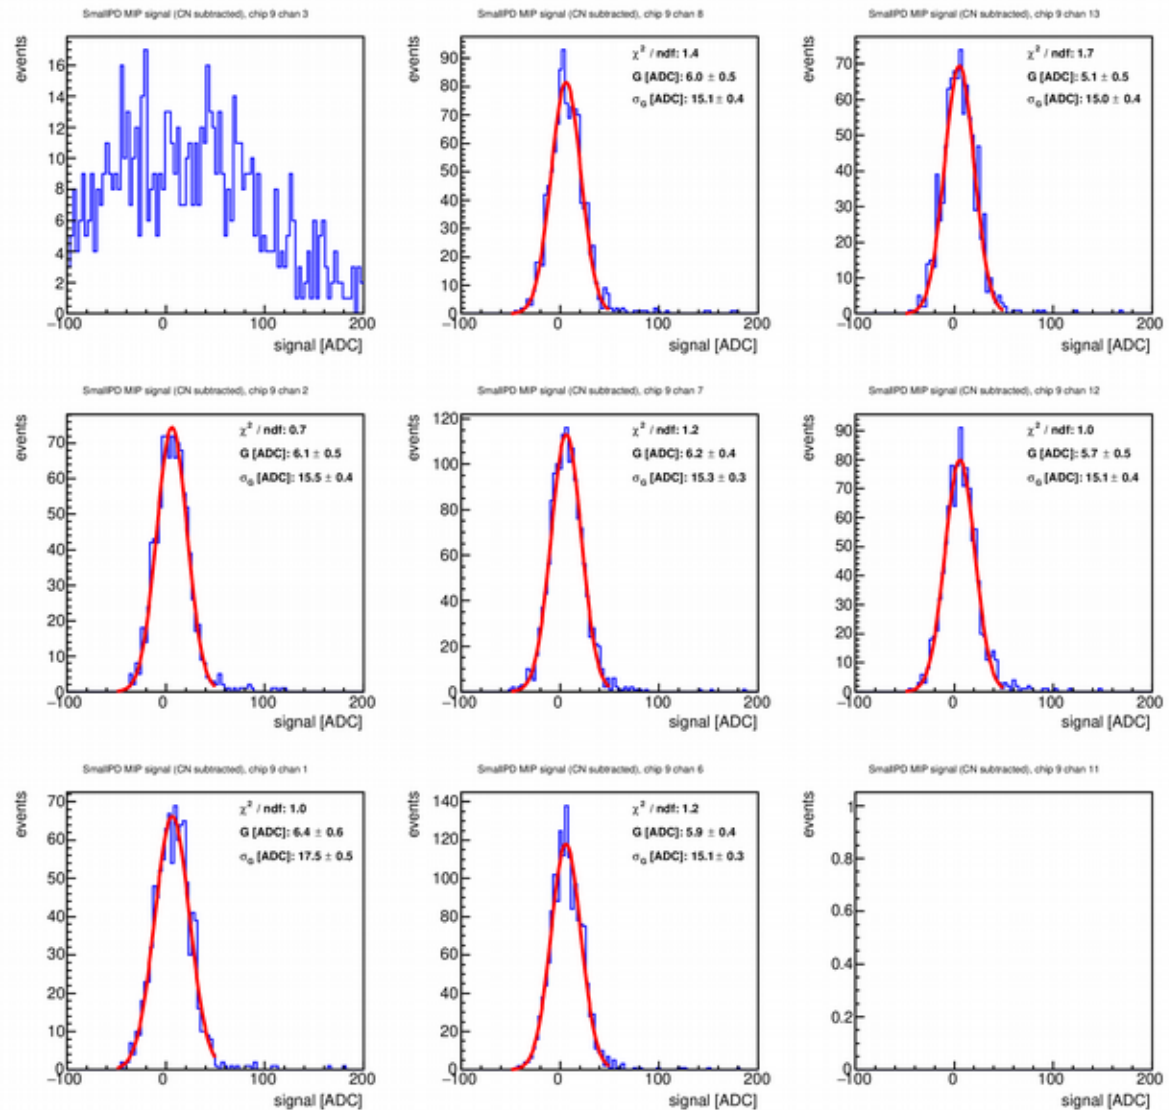 SmallPD MIP signal (CN subtracted), chip 9 chan 3
events
16
14
12
10
8
6
4
2
0
−100 0 100 200
signal [ADC]
SmallPD MIP signal (CN subtracted), chip 9 chan 8
events
χ² / ndf: 1.4
G [ADC]: 6.0 ± 0.5
σG [ADC]: 15.1 ± 0.4
90
80
70
60
50
40
30
20
10
0
−100 0 100 200
signal [ADC]
SmallPD MIP signal (CN subtracted), chip 9 chan 13
events
χ² / ndf: 1.7
G [ADC]: 5.1 ± 0.5
σG [ADC]: 15.0 ± 0.4
70
60
50
40
30
20
10
0
−100 0 100 200
signal [ADC]
SmallPD MIP signal (CN subtracted), chip 9 chan 2
events
χ² / ndf: 0.7
G [ADC]: 6.1 ± 0.5
σG [ADC]: 15.5 ± 0.4
70
60
50
40
30
20
10
0
−100 0 100 200
signal [ADC]
SmallPD MIP signal (CN subtracted), chip 9 chan 7
events
χ² / ndf: 1.2
G [ADC]: 6.2 ± 0.4
σG [ADC]: 15.3 ± 0.3
120
100
80
60
40
20
0
−100 0 100 200
signal [ADC]
SmallPD MIP signal (CN subtracted), chip 9 chan 12
events
χ² / ndf: 1.0
G [ADC]: 5.7 ± 0.5
σG [ADC]: 15.1 ± 0.4
90
80
70
60
50
40
30
20
10
0
−100 0 100 200
signal [ADC]
SmallPD MIP signal (CN subtracted), chip 9 chan 1
events
χ² / ndf: 1.0
G [ADC]: 6.4 ± 0.6
σG [ADC]: 17.5 ± 0.5
70
60
50
40
30
20
10
0
−100 0 100 200
signal [ADC]
SmallPD MIP signal (CN subtracted), chip 9 chan 6
events
χ² / ndf: 1.2
G [ADC]: 5.9 ± 0.4
σG [ADC]: 15.1 ± 0.3
140
120
100
80
60
40
20
0
−100 0 100 200
signal [ADC]
SmallPD MIP signal (CN subtracted), chip 9 chan 11
events
1
0.8
0.6
0.4
0.2
0
−100 0 100 200
signal [ADC]